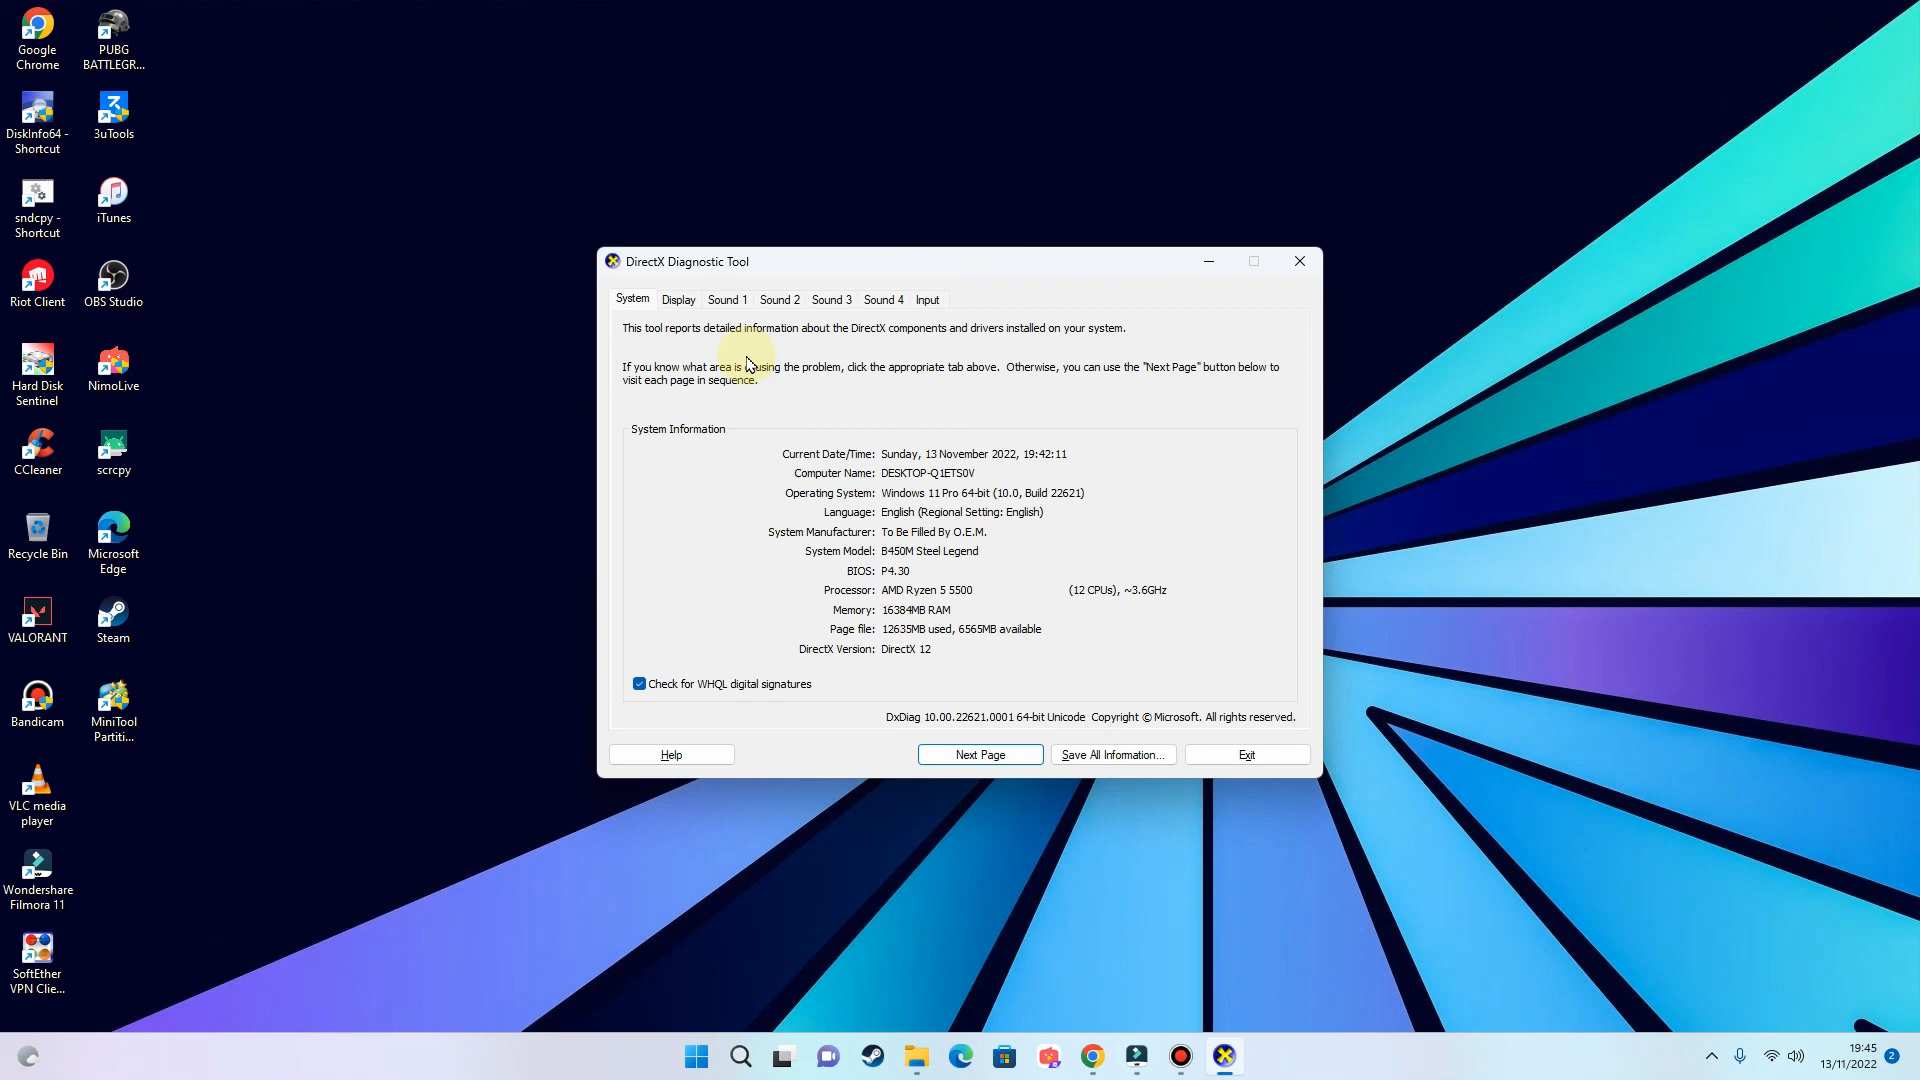 Google
Chrome
PUBG
BATTLEGR...
DiskInfo64 -
Shortcut
3uTools
sndcpy -
Shortcut
iTunes
Riot Client
OBS Studio
Hard Disk
Sentinel
NimoLive
CCleaner
scrcpy
Recycle Bin
Microsoft
Edge
VALORANT
Steam
Bandicam
MiniTool
Partiti...
VLC media
player
Wondershare
Filmora 11
SoftEther
VPN Clie...
DirectX Diagnostic Tool
System Display Sound 1 Sound 2 Sound 3 Sound 4 Input
This tool reports detailed information about the DirectX components and drivers installed on your system.
If you know what area is causing the problem, click the appropriate tab above. Otherwise, you can use the "Next Page" button below to
visit each page in sequence.
System Information
Current Date/Time: Sunday, 13 November 2022, 19:42:11
Computer Name: DESKTOP-Q1ETS0V
Operating System: Windows 11 Pro 64-bit (10.0, Build 22621)
Language: English (Regional Setting: English)
System Manufacturer: To Be Filled By O.E.M.
System Model: B450M Steel Legend
BIOS: P4.30
Processor: AMD Ryzen 5 5500 (12 CPUs), ~3.6GHz
Memory: 16384MB RAM
Page file: 12635MB used, 6565MB available
DirectX Version: DirectX 12
Check for WHQL digital signatures
DxDiag 10.00.22621.0001 64-bit Unicode Copyright © Microsoft. All rights reserved.
Help Next Page Save All Information... Exit
19:45
13/11/2022
2